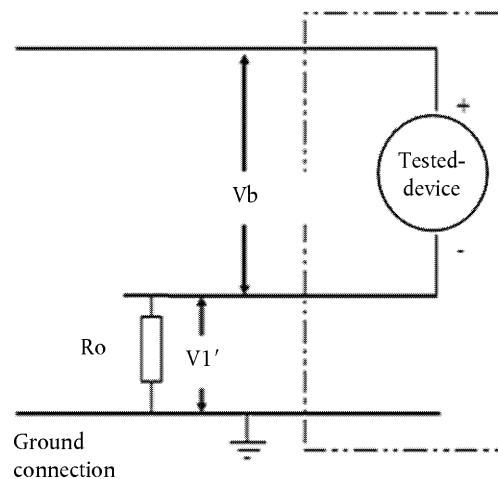 +
Tested-
device
-
Vb
Ro
V1′
Ground
connection